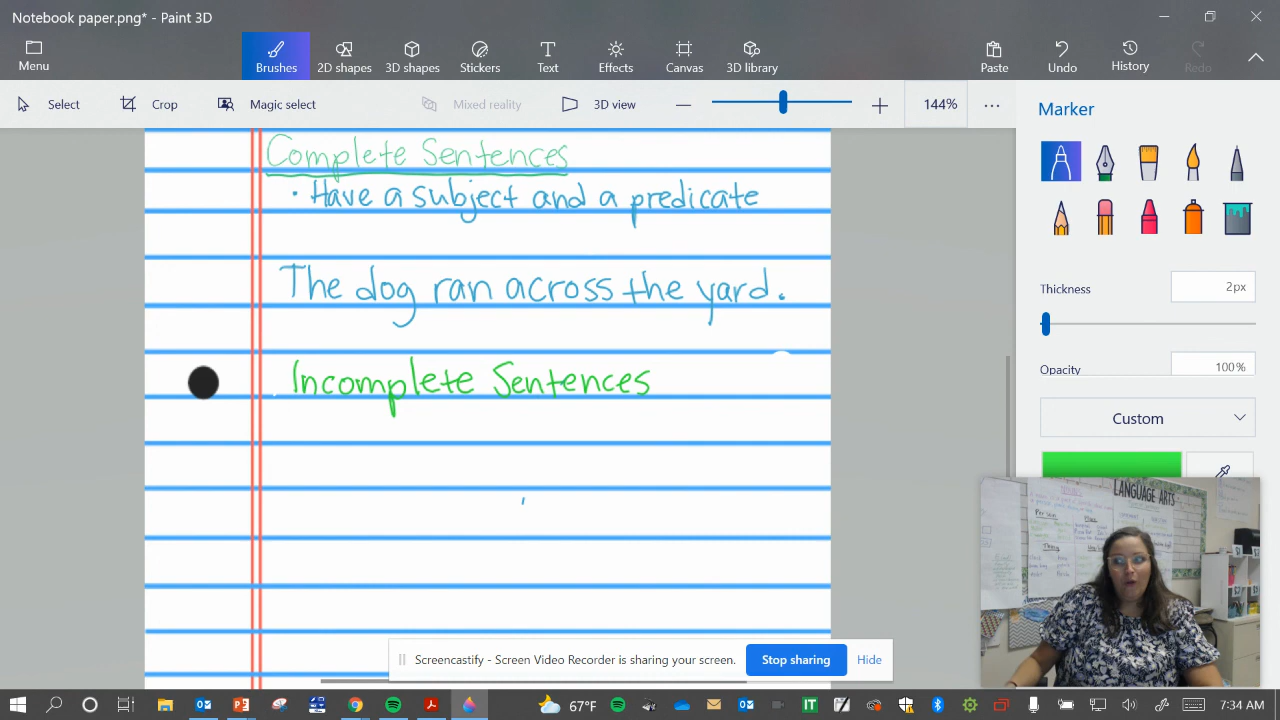 Notebook paper.png* - Paint 3D
Menu
Brushes
2D shapes
3D shapes
Stickers
Text
Effects
Canvas
3D library
Paste
Undo
History
Redo
Select
Crop
Magic select
Mixed reality
3D view
144%
Marker
Thickness
2px
Opacity
100%
Custom
Complete Sentences
• Have a subject and a predicate
The dog ran across the yard.
Incomplete Sentences
LANGUAGE ARTS
Screencastify - Screen Video Recorder is sharing your screen.
Stop sharing
Hide
67°F
7:34 AM